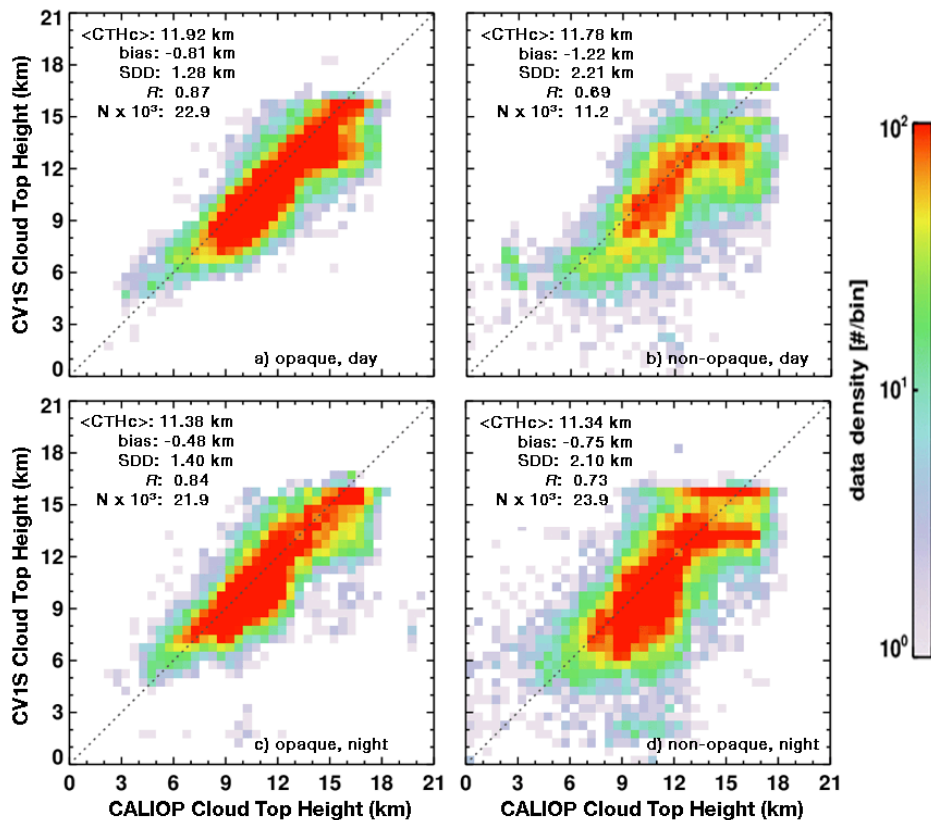 <CTHc>: 11.92 km
bias: -0.81 km
SDD: 1.28 km
R: 0.87
N x 10³: 22.9
a) opaque, day
<CTHc>: 11.78 km
bias: -1.22 km
SDD: 2.21 km
R: 0.69
N x 10³: 11.2
b) non-opaque, day
21
18
15
12
9
6
3
0
CV1S Cloud Top Height (km)
<CTHc>: 11.38 km
bias: -0.48 km
SDD: 1.40 km
R: 0.84
N x 10³: 21.9
c) opaque, night
<CTHc>: 11.34 km
bias: -0.75 km
SDD: 2.10 km
R: 0.73
N x 10³: 23.9
d) non-opaque, night
21
18
15
12
9
6
3
0
CV1S Cloud Top Height (km)
0 3 6 9 12 15 18 21
CALIOP Cloud Top Height (km)
0 3 6 9 12 15 18 21
CALIOP Cloud Top Height (km)
10²
10¹
10⁰
data density [#/bin]